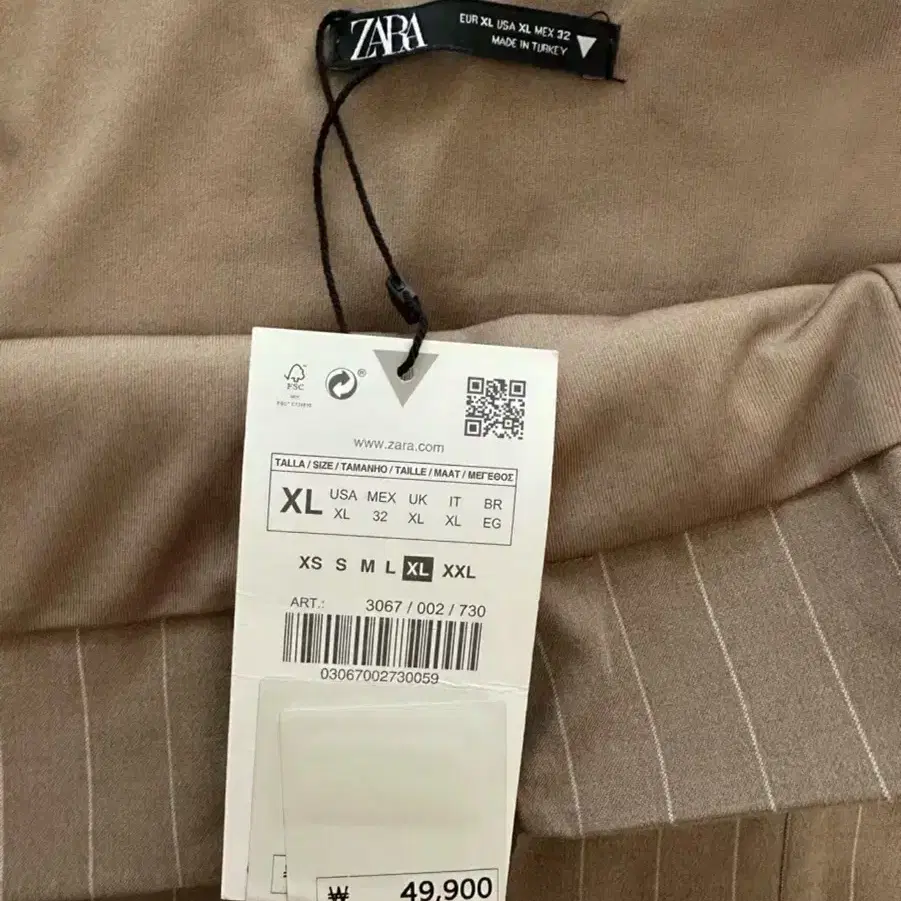 ZARA
EUR XL USA XL MEX 32
MADE IN TURKEY
FSC
®
www.zara.com
TALLA / SIZE / TAMANHO / TAILLE / MAAT / ΜΕΓΕΘΟΣ
XL USA MEX UK IT BR
XL 32 XL XL EG
XS S M L XL XXL
ART.: 3067 / 002 / 730
03067002730059
₩ 49,900